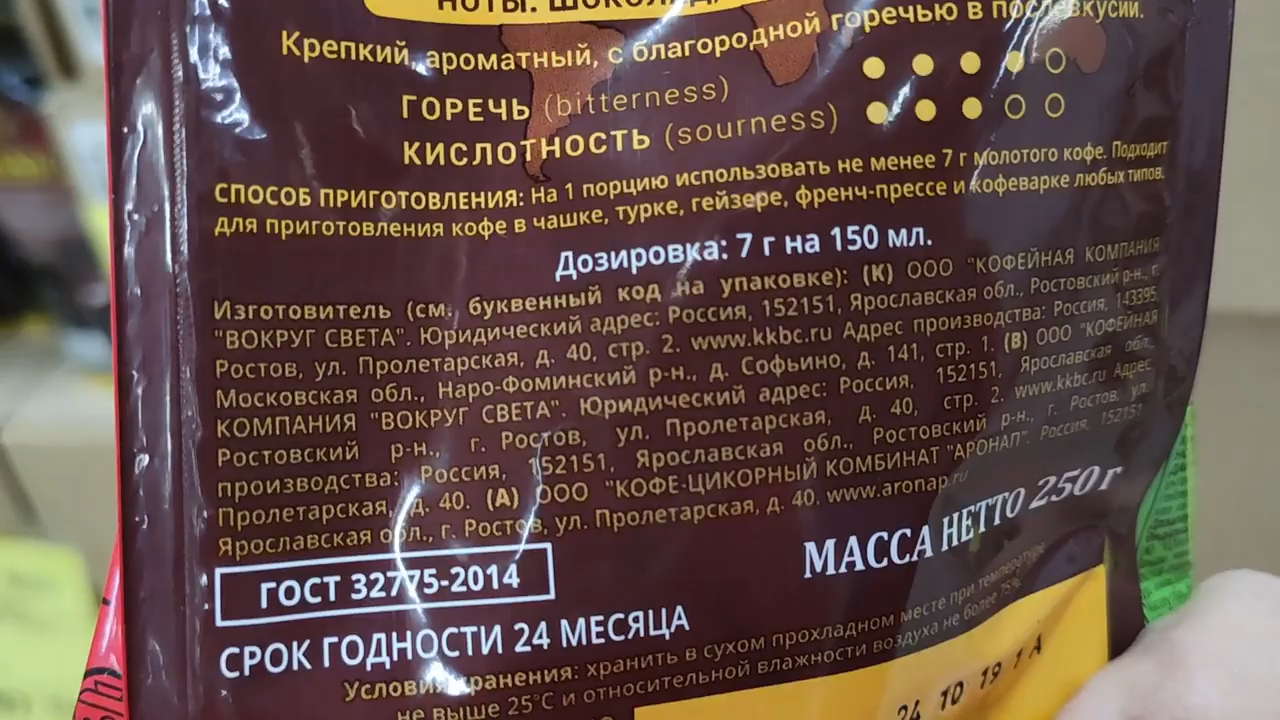 НОТЫ: ШОКОЛАД,
Крепкий, ароматный, с благородной горечью в послевкусии.
ГОРЕЧЬ (bitterness)
КИСЛОТНОСТЬ (sourness)
СПОСОБ ПРИГОТОВЛЕНИЯ: На 1 порцию использовать не менее 7 г молотого кофе. Подходит
для приготовления кофе в чашке, турке, гейзере, френч-прессе и кофеварке любых типов.
Дозировка: 7 г на 150 мл.
Изготовитель (см. буквенный код на упаковке): (К) ООО "КОФЕЙНАЯ КОМПАНИЯ
"ВОКРУГ СВЕТА". Юридический адрес: Россия, 152151, Ярославская обл., Ростовский р-н., г.
Ростов, ул. Пролетарская, д. 40, стр. 2. www.kkbc.ru Адрес производства: Россия, 143395,
Московская обл., Наро-Фоминский р-н., д. Софьино, д. 141, стр. 1. (В) ООО "КОФЕЙНАЯ
КОМПАНИЯ "ВОКРУГ СВЕТА". Юридический адрес: Россия, 152151, Ярославская обл.,
Ростовский р-н., г. Ростов, ул. Пролетарская, д. 40, стр. 2. www.kkbc.ru Адрес
производства: Россия, 152151, Ярославская обл., Ростовский р-н., г. Ростов, ул.
Пролетарская, д. 40. (А) ООО "КОФЕ-ЦИКОРНЫЙ КОМБИНАТ "АРОНАП". Россия, 152151,
Ярославская обл., г. Ростов, ул. Пролетарская, д. 40. www.aronap.ru
МАССА НЕТТО 250 г
ГОСТ 32775-2014
СРОК ГОДНОСТИ 24 МЕСЯЦА
Условия хранения: хранить в сухом прохладном месте при температуре
не выше 25°С и относительной влажности воздуха не более 75%.
24 10 19 1 А